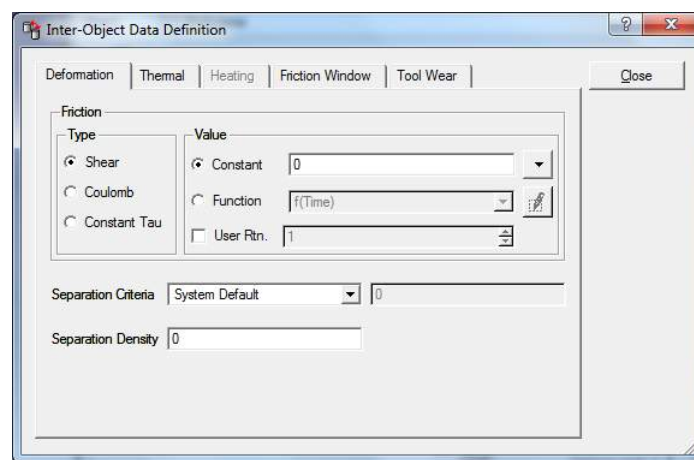 Inter-Object Data Definition
Deformation Thermal Heating Friction Window Tool Wear Close
Friction
Type Value
Shear Constant 0
Coulomb Function f(Time)
Constant Tau User Rtn. 1
Separation Criteria System Default 0
Separation Density 0